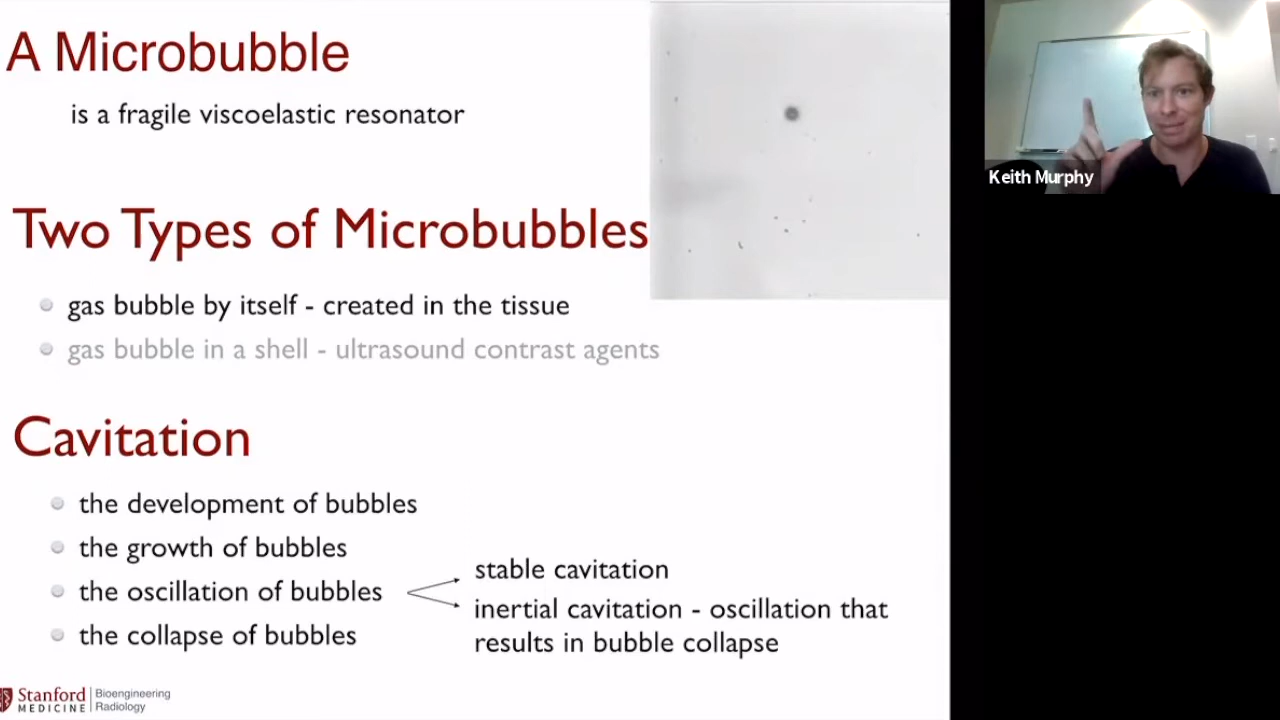 A Microbubble
is a fragile viscoelastic resonator
Two Types of Microbubbles
gas bubble by itself - created in the tissue
gas bubble in a shell - ultrasound contrast agents
Cavitation
the development of bubbles
the growth of bubbles
the oscillation of bubbles
the collapse of bubbles
stable cavitation
inertial cavitation - oscillation that
results in bubble collapse
Stanford
MEDICINE
Bioengineering
Radiology
Keith Murphy